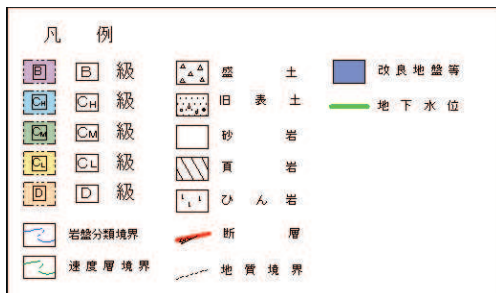 凡 例
B B 級
CH CH 級
CM CM 級
CL CL 級
D D 級
岩盤分類境界
速度層境界
盛 土
旧 表 土
砂 岩
頁 岩
ひ ん 岩
断 層
地 質 境 界
改 良 地 盤 等
地 下 水 位